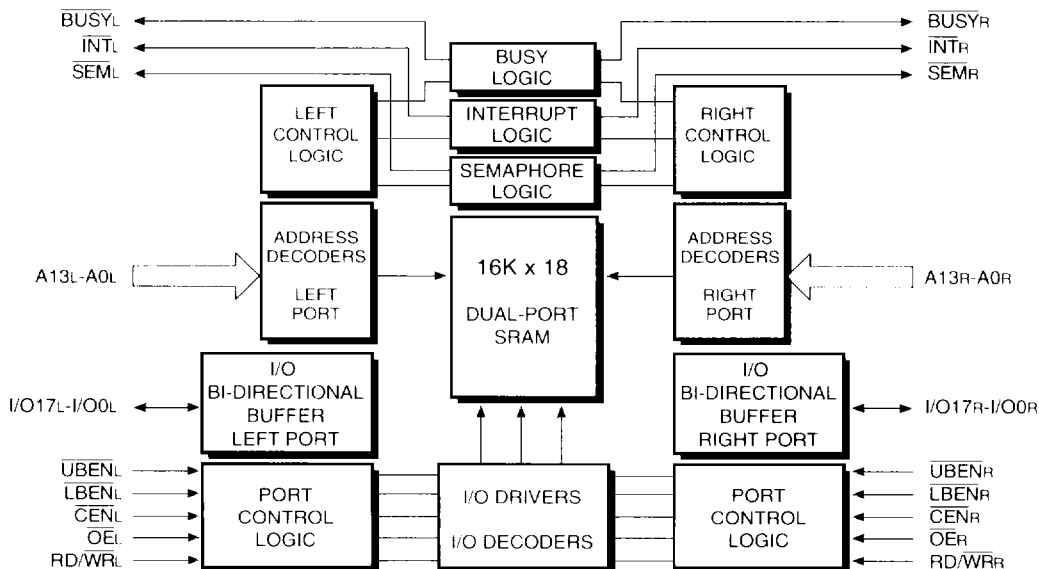 BUSYL
INTL
SEML
BUSY
LOGIC
INTERRUPT
LOGIC
SEMAPHORE
LOGIC
BUSYR
INTR
SEMR
LEFT
CONTROL
LOGIC
RIGHT
CONTROL
LOGIC
A13L-A0L
ADDRESS
DECODERS
LEFT
PORT
16K x 18
DUAL-PORT
SRAM
ADDRESS
DECODERS
RIGHT
PORT
A13R-A0R
I/O17L-I/O0L
I/O
BI-DIRECTIONAL
BUFFER
LEFT PORT
I/O
BI-DIRECTIONAL
BUFFER
RIGHT PORT
I/O17R-I/O0R
UBENL
LBENL
CENL
OEL
RD/WRL
PORT
CONTROL
LOGIC
I/O DRIVERS
I/O DECODERS
PORT
CONTROL
LOGIC
UBENR
LBENR
CENR
OER
RD/WRR